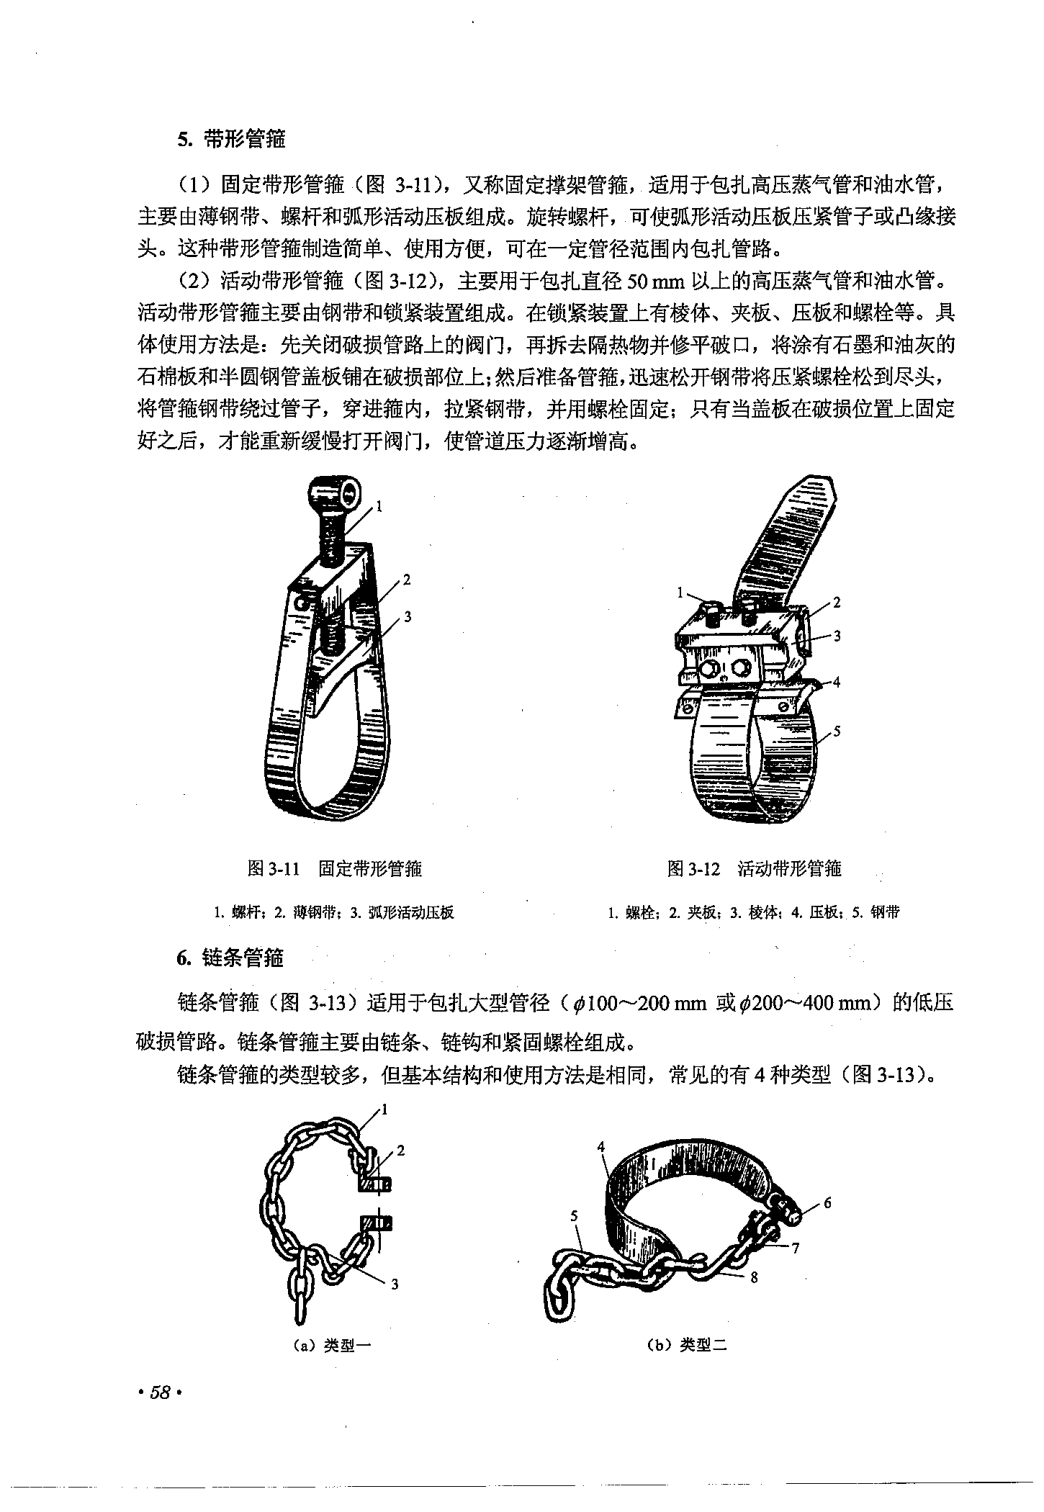 5. 带形管箍
（1）固定带形管箍（图 3-11），又称固定撑架管箍，适用于包扎高压蒸气管和油水管，
主要由薄钢带、螺杆和弧形活动压板组成。旋转螺杆，可使弧形活动压板压紧管子或凸缘接
头。这种带形管箍制造简单、使用方便，可在一定管径范围内包扎管路。
（2）活动带形管箍（图 3-12），主要用于包扎直径 50 mm 以上的高压蒸气管和油水管。
活动带形管箍主要由钢带和锁紧装置组成。在锁紧装置上有棱体、夹板、压板和螺栓等。具
体使用方法是：先关闭破损管路上的阀门，再拆去隔热物并修平破口，将涂有石墨和油灰的
石棉板和半圆钢管盖板铺在破损部位上；然后准备管箍，迅速松开钢带将压紧螺栓松到尽头，
将管箍钢带绕过管子，穿进箍内，拉紧钢带，并用螺栓固定；只有当盖板在破损位置上固定
好之后，才能重新缓慢打开阀门，使管道压力逐渐增高。
1
2
3
1
2
3
4
5
图 3-11 固定带形管箍
图 3-12 活动带形管箍
1. 螺杆；2. 薄钢带；3. 弧形活动压板
1. 螺栓；2. 夹板；3. 棱体；4. 压板；5. 钢带
6. 链条管箍
链条管箍（图 3-13）适用于包扎大型管径（ϕ100～200 mm 或 ϕ200～400 mm）的低压
破损管路。链条管箍主要由链条、链钩和紧固螺栓组成。
链条管箍的类型较多，但基本结构和使用方法是相同，常见的有 4 种类型（图 3-13）。
1
2
3
4
5
6
7
8
（a）类型一
（b）类型二
·58·